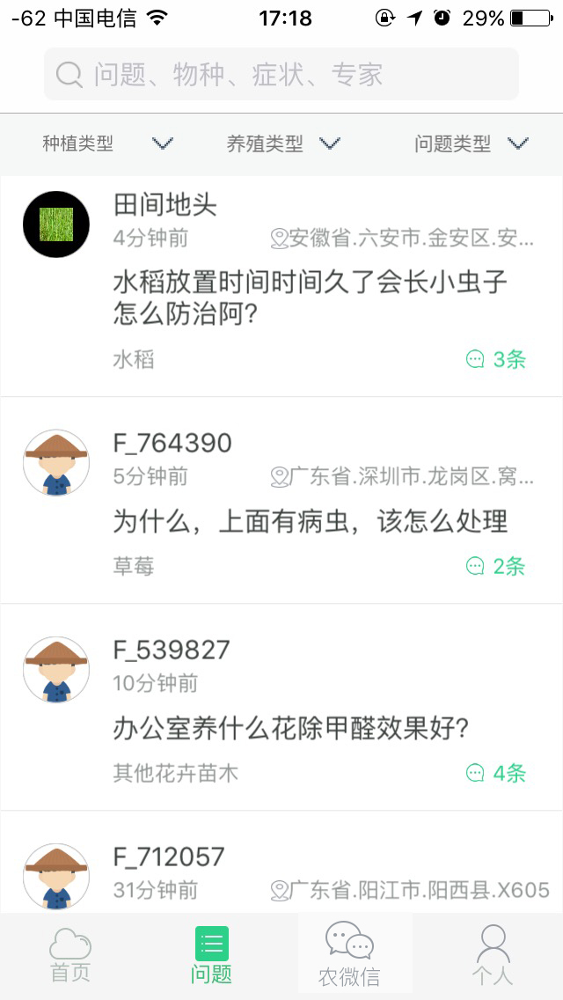 -62 中国电信 17:18 29%
问题、物种、症状、专家
种植类型 养殖类型 问题类型
田间地头
4分钟前 安徽省.六安市.金安区.安...
水稻放置时间时间久了会长小虫子
怎么防治阿?
水稻 3条
F_764390
5分钟前 广东省.深圳市.龙岗区.窝...
为什么，上面有病虫，该怎么处理
草莓 2条
F_539827
10分钟前
办公室养什么花除甲醛效果好?
其他花卉苗木 4条
F_712057
31分钟前 广东省.阳江市.阳西县.X605
首页 问题 农微信 个人